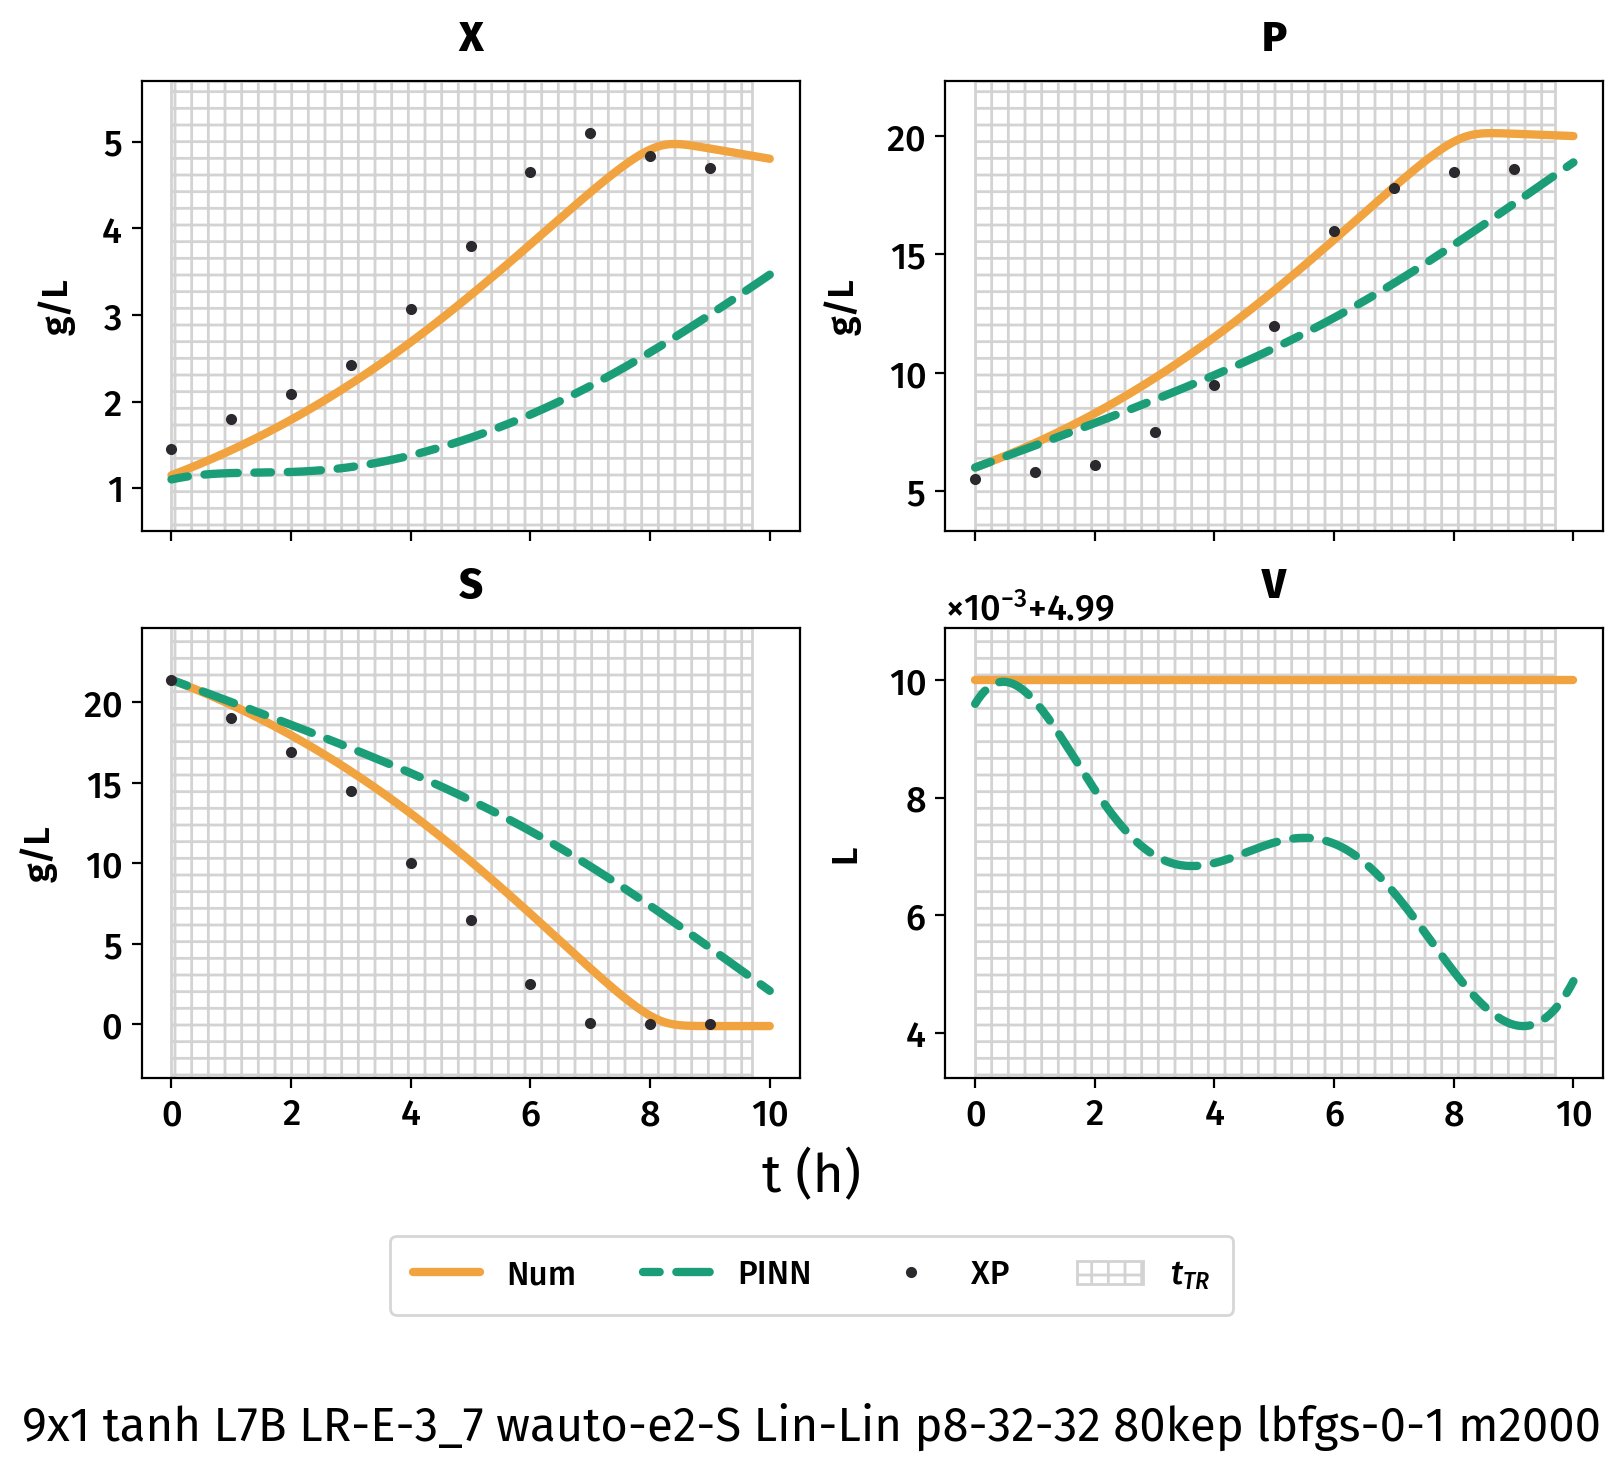 X
P
5
4
3
2
1
g/L
20
15
10
5
g/L
S
V
×10⁻³+4.99
20
15
10
5
0
g/L
10
8
6
4
L
0 2 4 6 8 10
0 2 4 6 8 10
t (h)
Num PINN XP tTR
9x1 tanh L7B LR-E-3_7 wauto-e2-S Lin-Lin p8-32-32 80kep lbfgs-0-1 m2000